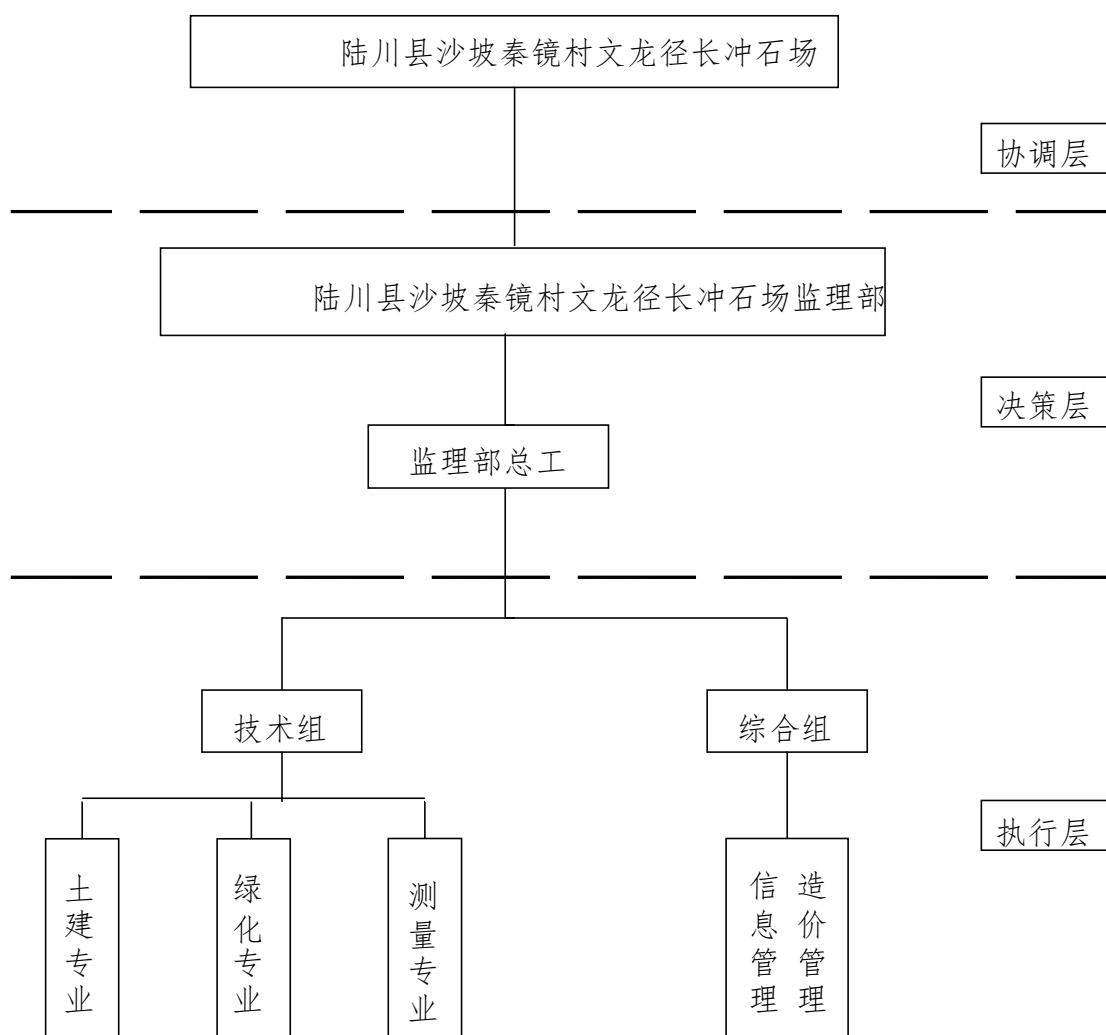 陆川县沙坡秦镜村文龙径长冲石场
协调层
陆川县沙坡秦镜村文龙径长冲石场监理部
决策层
监理部总工
技术组
综合组
执行层
土建专业
绿化专业
测量专业
信息管理
造价管理